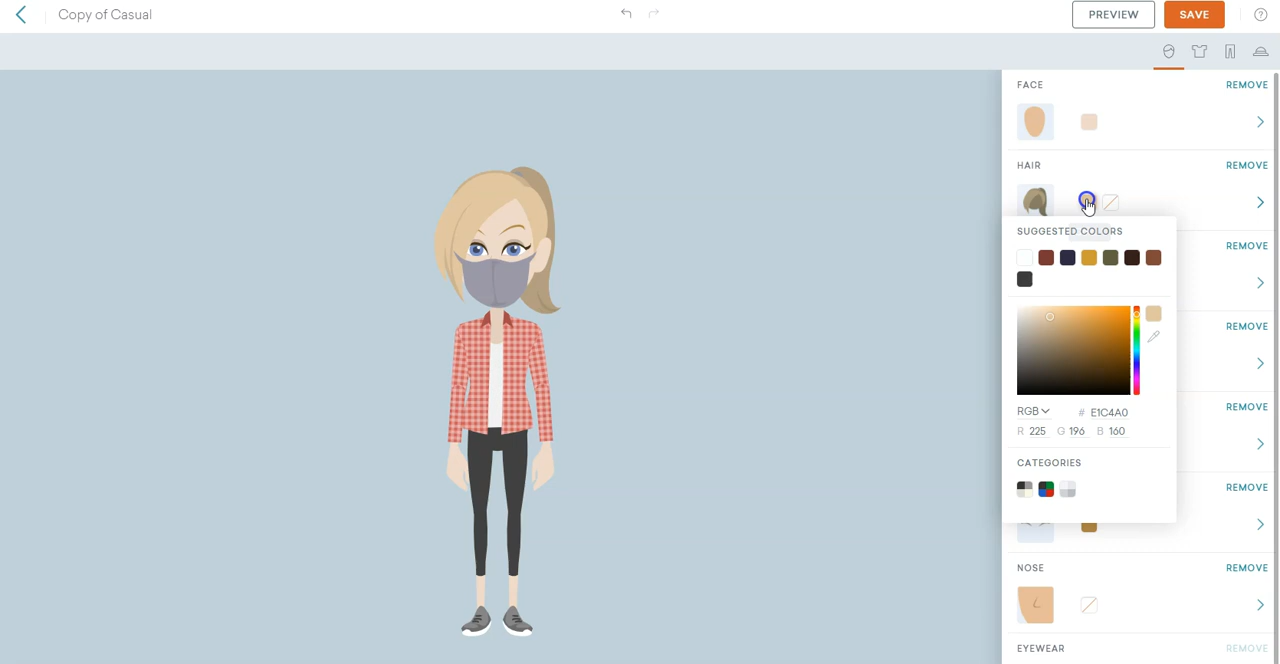 Copy of Casual
PREVIEW
SAVE
?
FACE
REMOVE
HAIR
REMOVE
SUGGESTED COLORS
REMOVE
REMOVE
RGB
# E1C4A0
REMOVE
R 225 G 196 B 160
CATEGORIES
REMOVE
NOSE
REMOVE
EYEWEAR
REMOVE